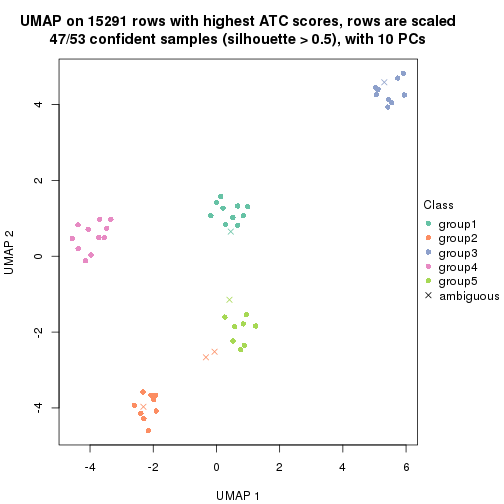 UMAP on 15291 rows with highest ATC scores, rows are scaled
47/53 confident samples (silhouette > 0.5), with 10 PCs
UMAP 2
4
2
0
-2
-4
-4
-2
0
2
4
6
UMAP 1
Class
group1
group2
group3
group4
group5
ambiguous